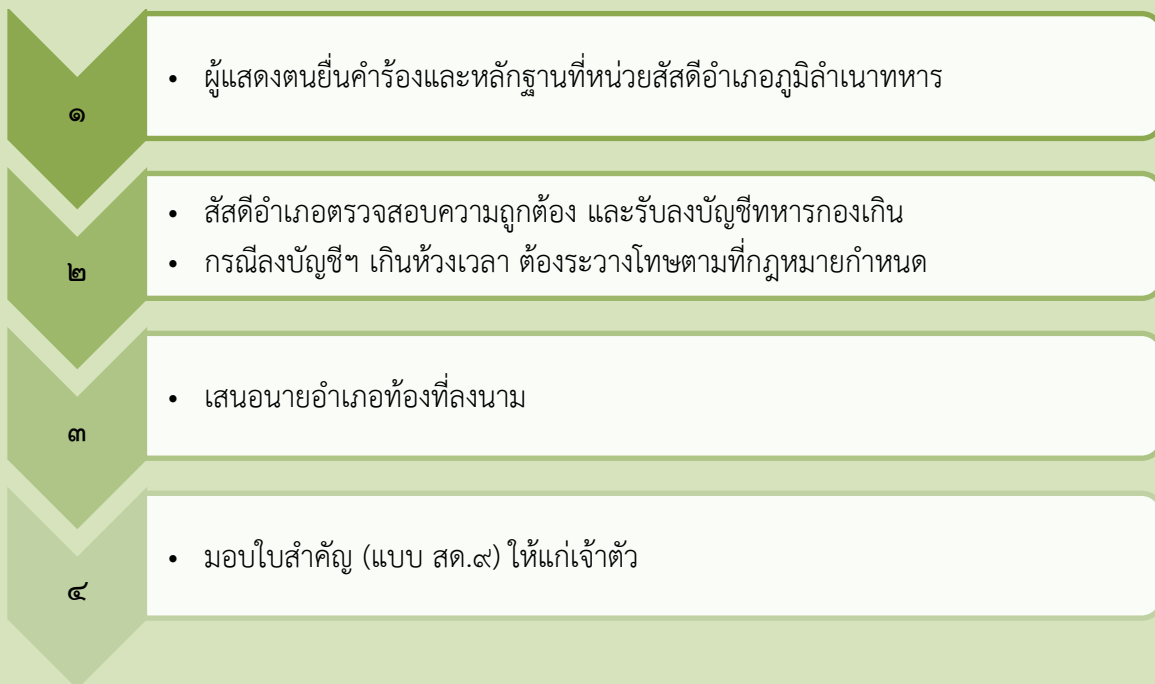 ๑
• ผู้แสดงตนยื่นคำร้องและหลักฐานที่หน่วยสัสดีอำเภอภูมิลำเนาทหาร
๒
• สัสดีอำเภอตรวจสอบความถูกต้อง และรับลงบัญชีทหารกองเกิน
• กรณีลงบัญชีฯ เกินห้วงเวลา ต้องระวางโทษตามที่กฎหมายกำหนด
๓
• เสนอนายอำเภอท้องที่ลงนาม
๔
• มอบใบสำคัญ (แบบ สด.๙) ให้แก่เจ้าตัว